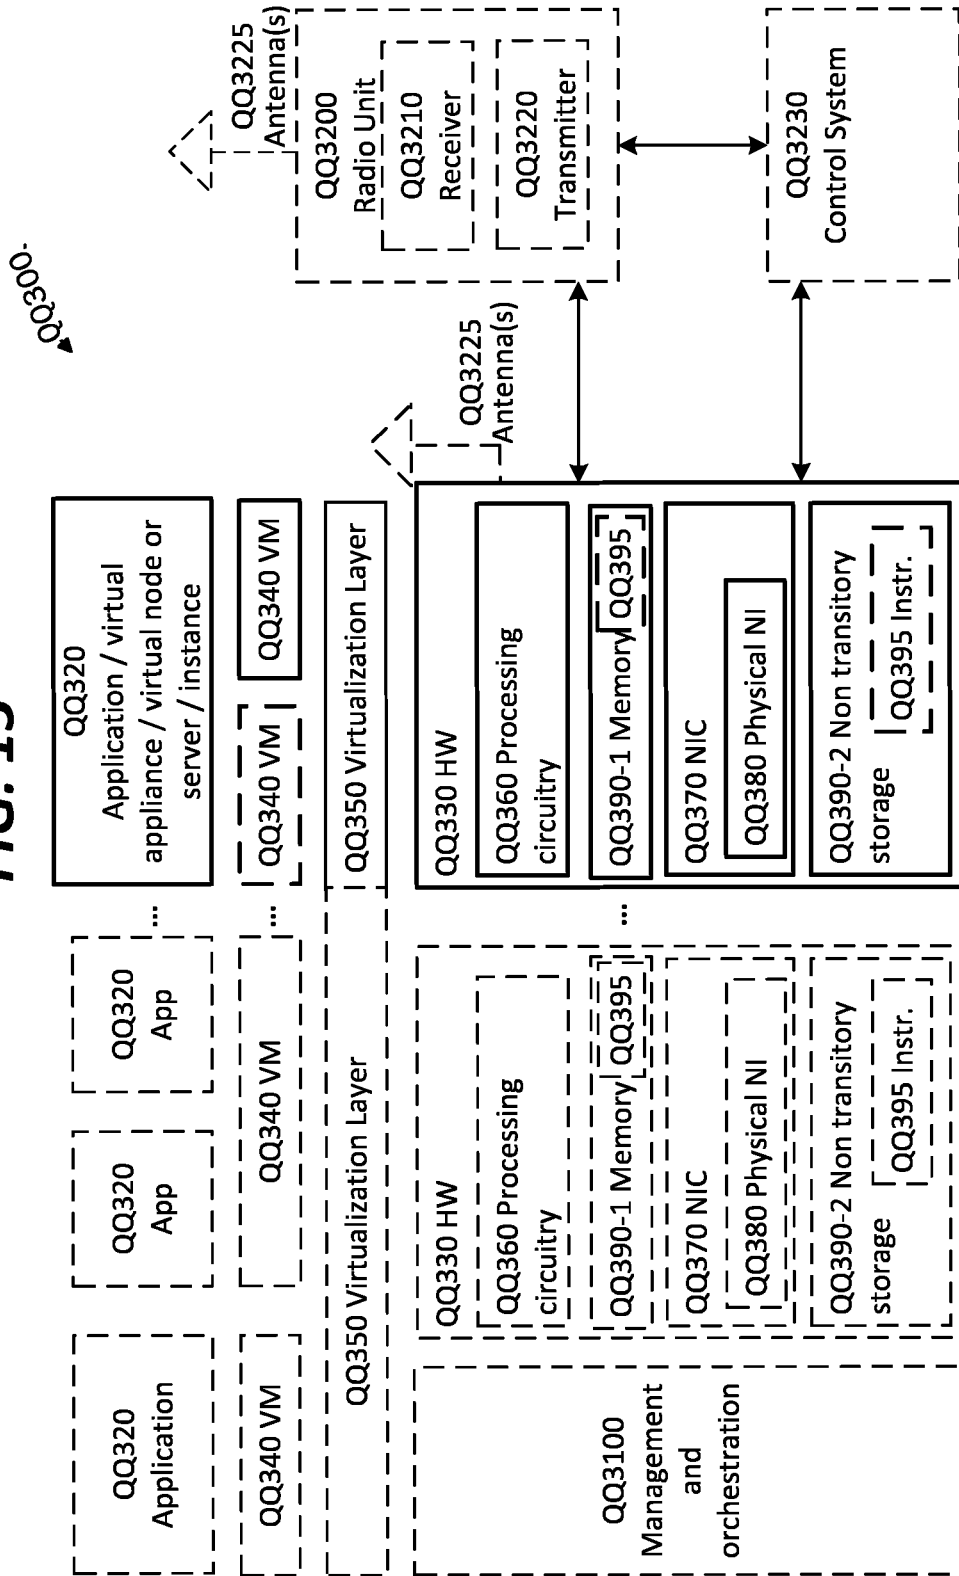 FIG.
QQ300
QQ320
Application
QQ320
App
QQ320
App
...
QQ320
Application / virtual
appliance / virtual node or
server / instance
QQ340 VM
QQ340 VM
...
QQ340 VM
QQ340 VM
QQ350 Virtualization Layer
QQ350 Virtualization Layer
QQ3100
Management
and
orchestration
QQ330 HW
QQ360 Processing
circuitry
QQ390-1 Memory
QQ395
QQ370 NIC
QQ380 Physical NI
QQ390-2 Non transitory
storage
QQ395 Instr.
...
QQ330 HW
QQ360 Processing
circuitry
QQ390-1 Memory
QQ395
QQ370 NIC
QQ380 Physical NI
QQ390-2 Non transitory
storage
QQ395 Instr.
QQ3225
Antenna(s)
QQ3225
Antenna(s)
QQ3200
Radio Unit
QQ3210
Receiver
QQ3220
Transmitter
QQ3230
Control System